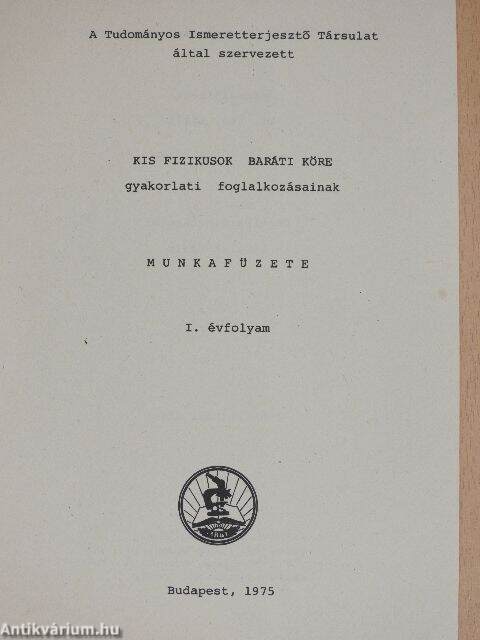 A Tudományos Ismeretterjesztő Társulat
által szervezett
KIS FIZIKUSOK BARÁTI KÖRE
gyakorlati foglalkozásainak
MUNKAFÜZETE
I. évfolyam
Budapest, 1975
Antikvárium.hu